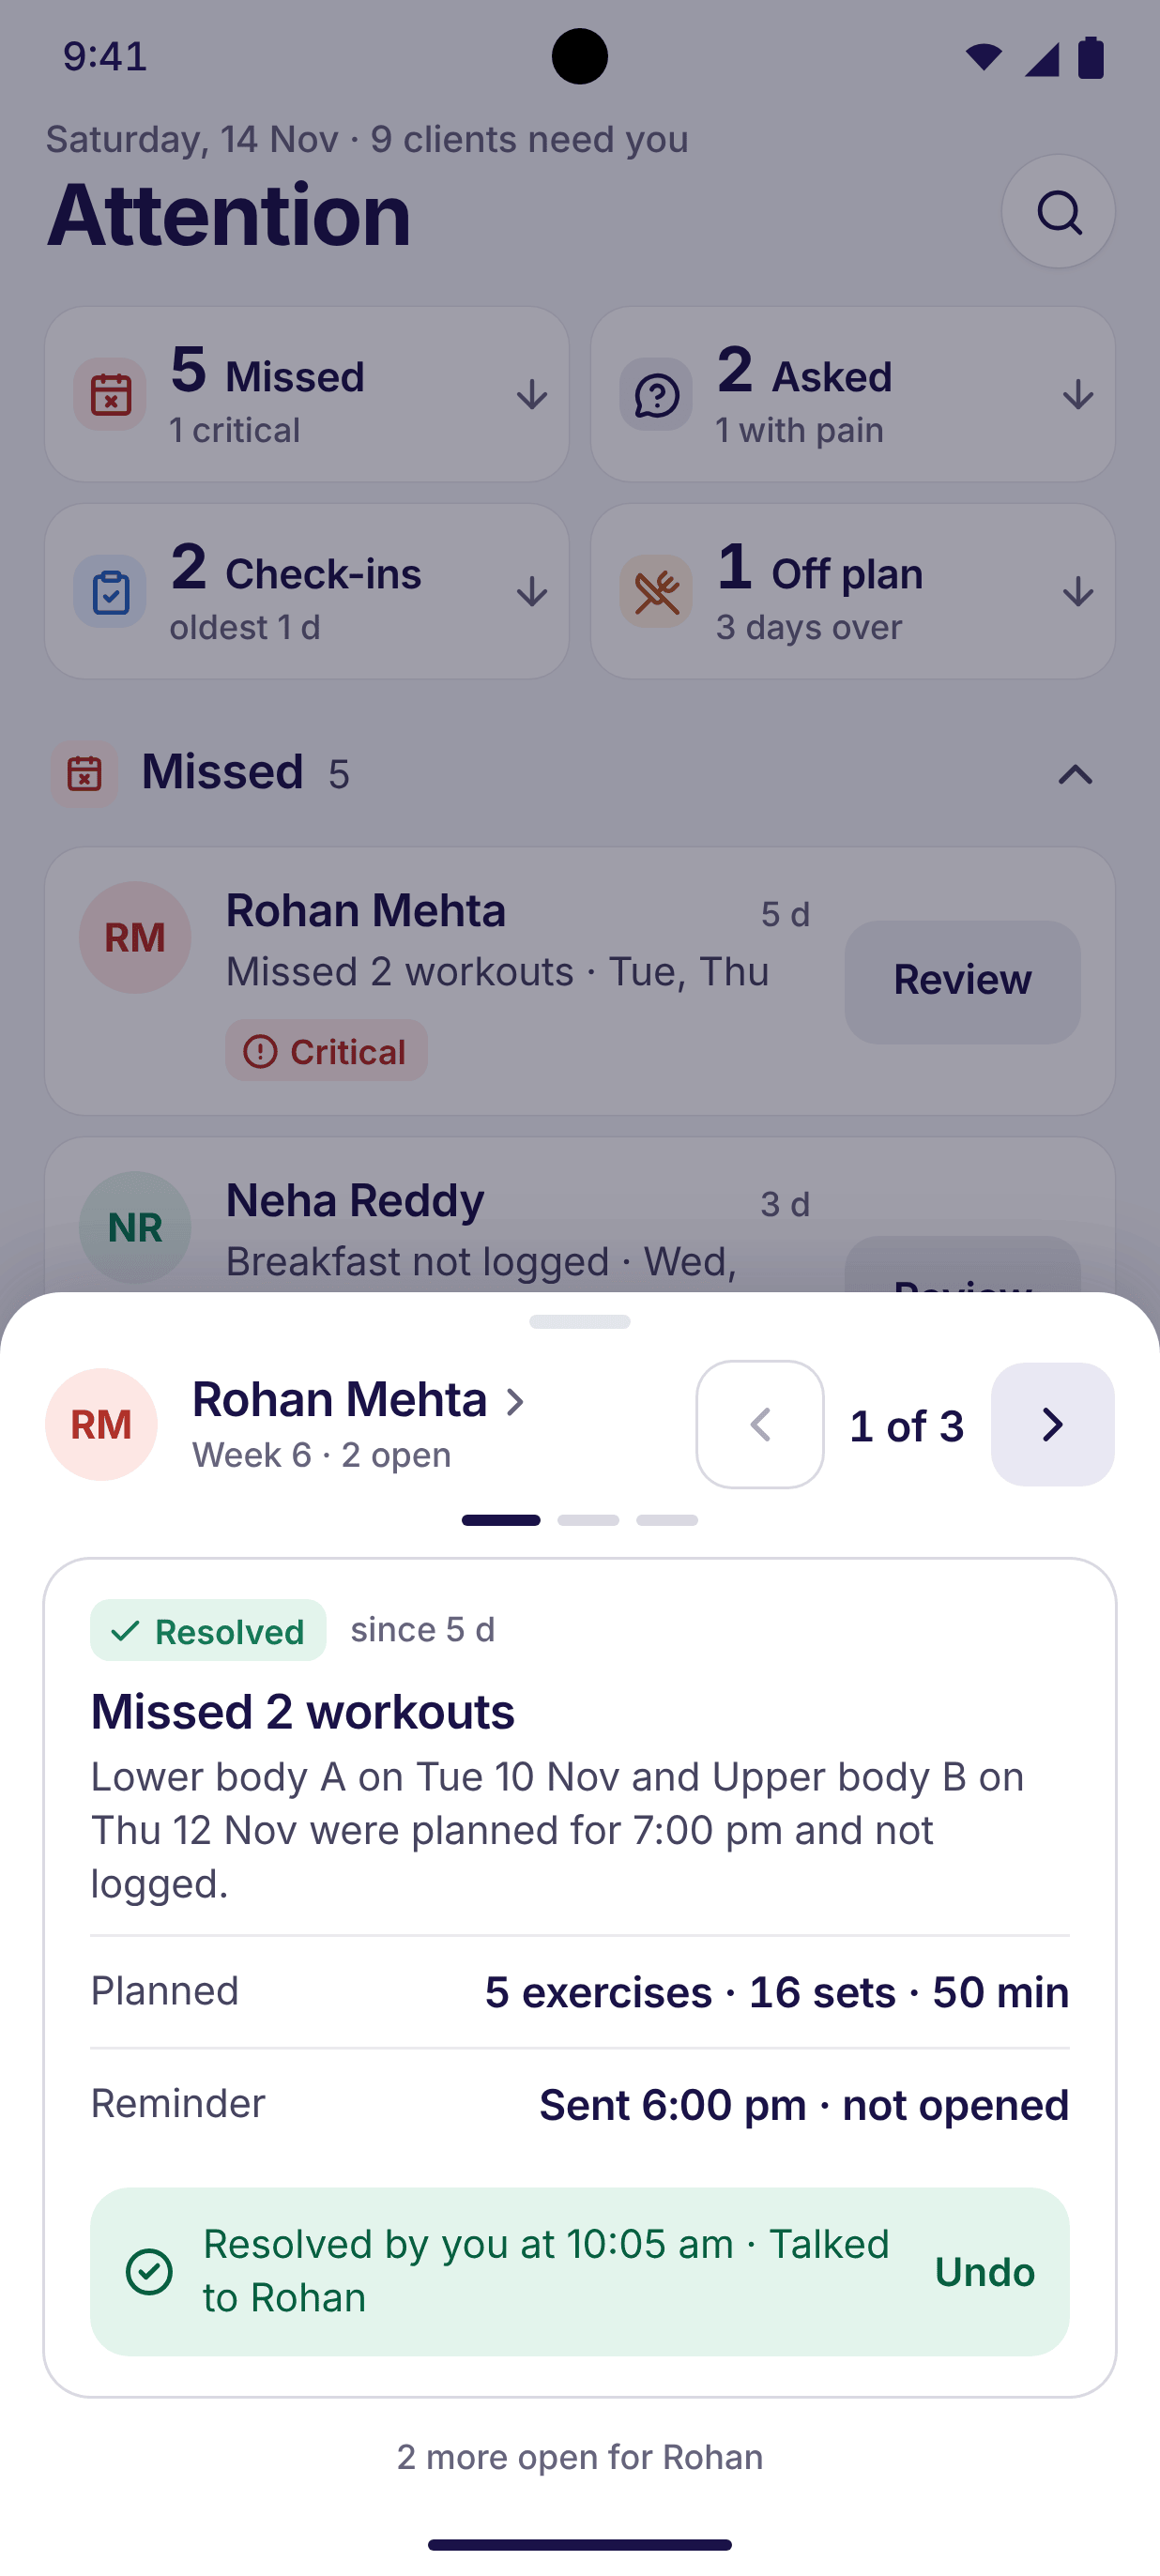 9:41
Saturday, 14 Nov · 9 clients need you
Attention
5 Missed
1 critical
2 Asked
1 with pain
2 Check-ins
oldest 1 d
1 Off plan
3 days over
Missed 5
RM
Rohan Mehta
5 d
Missed 2 workouts · Tue, Thu
Critical
Review
NR
Neha Reddy
3 d
Breakfast not logged · Wed,
Review
RM
Rohan Mehta
Week 6 · 2 open
1 of 3
Resolved
since 5 d
Missed 2 workouts
Lower body A on Tue 10 Nov and Upper body B on
Thu 12 Nov were planned for 7:00 pm and not
logged.
Planned
5 exercises · 16 sets · 50 min
Reminder
Sent 6:00 pm · not opened
Resolved by you at 10:05 am · Talked
to Rohan
Undo
2 more open for Rohan